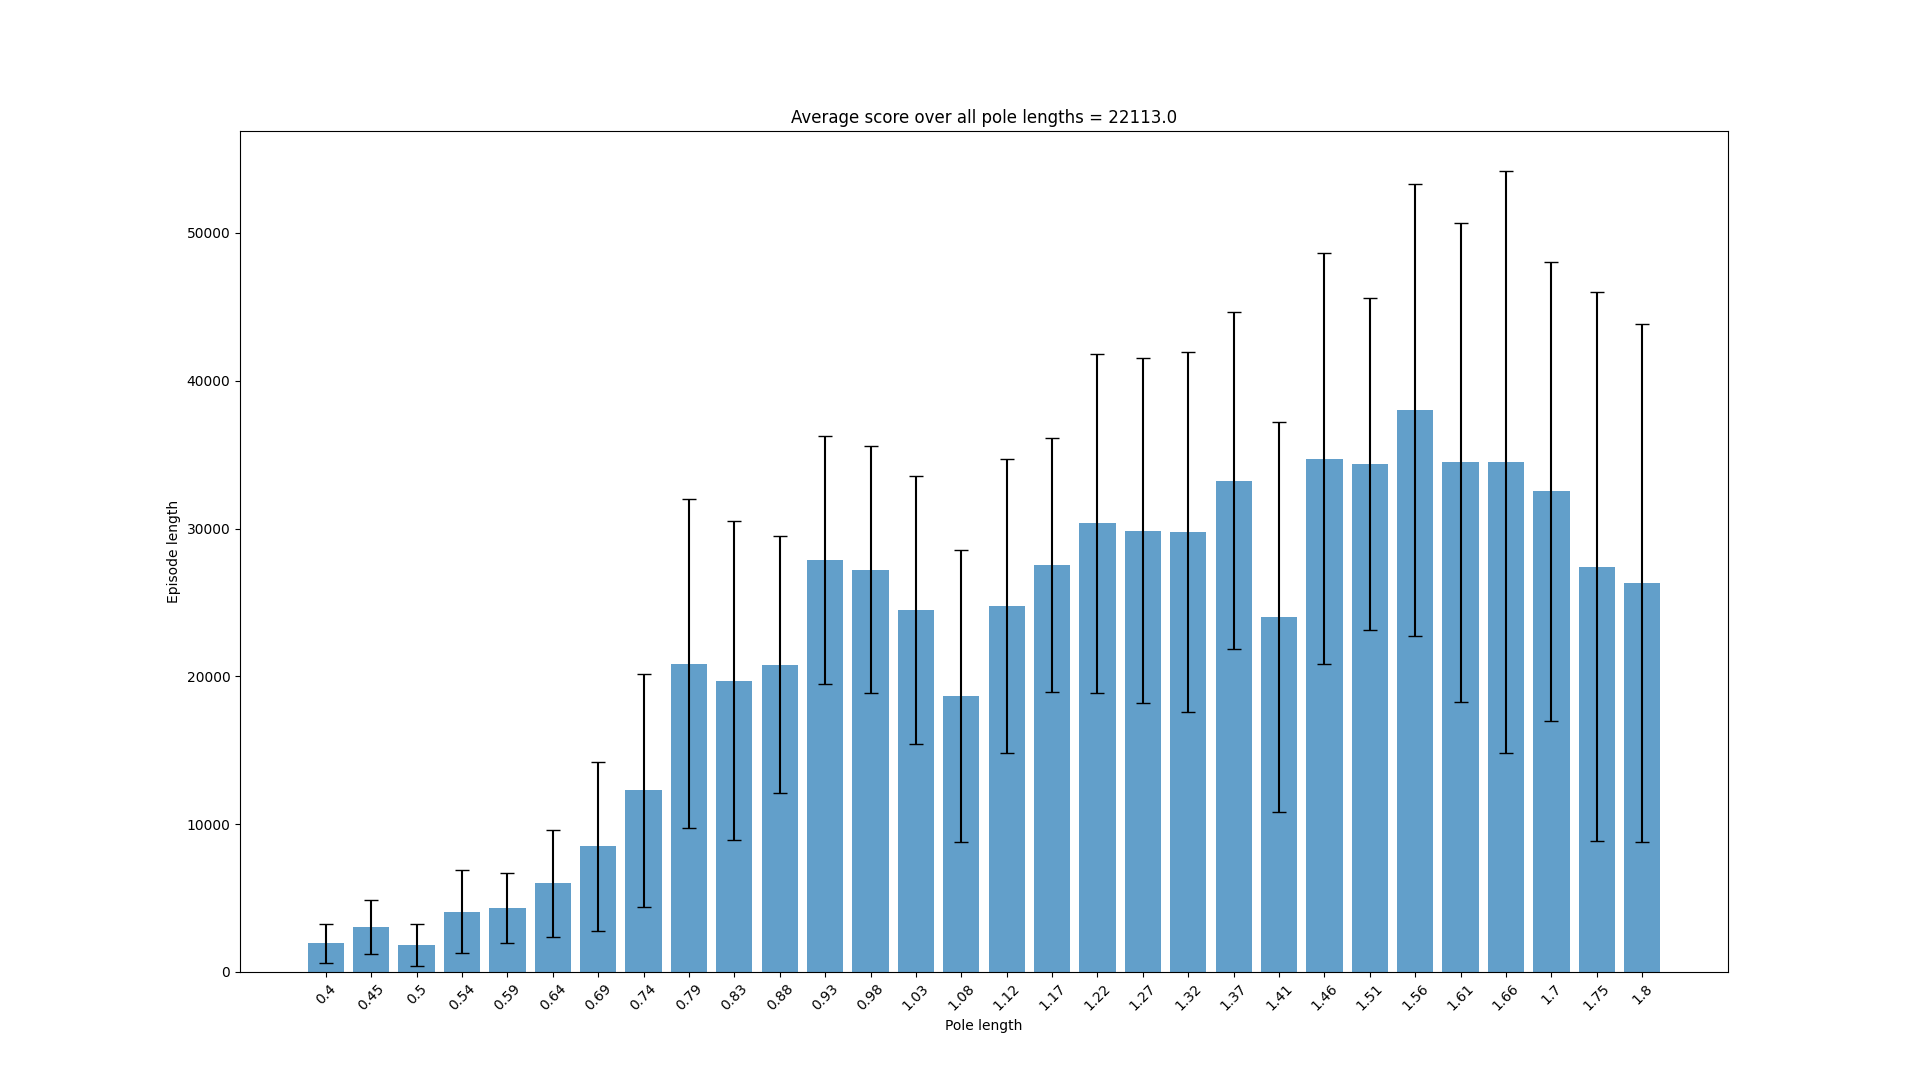 Average score over all pole lengths = 22113.0
Episode length
50000
40000
30000
20000
10000
0
0.4 0.45 0.5 0.54 0.59 0.64 0.69 0.74 0.79 0.83 0.88 0.93 0.98 1.03 1.08 1.12 1.17 1.22 1.27 1.32 1.37 1.41 1.46 1.51 1.56 1.61 1.66 1.7 1.75 1.8
Pole length